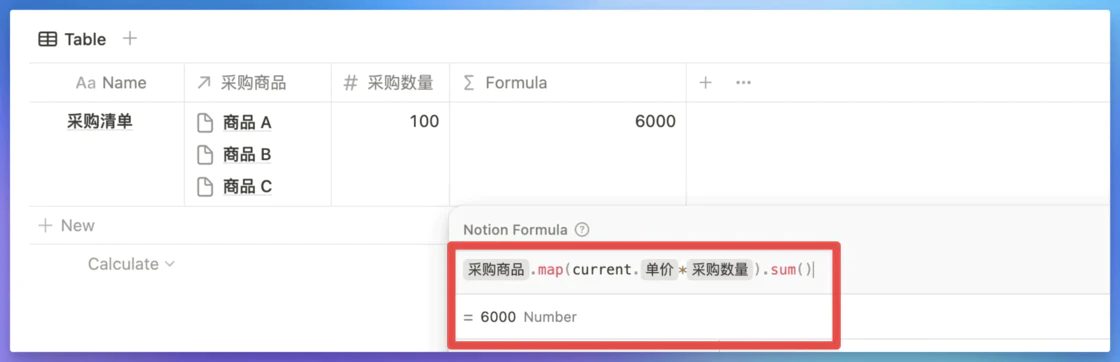 Table
Aa Name 采购商品 # 采购数量 Σ Formula + ...
采购清单 商品 A 100 6000
商品 B
商品 C
+ New
Calculate
Notion Formula ?
采购商品.map(current.单价*采购数量).sum()
= 6000 Number